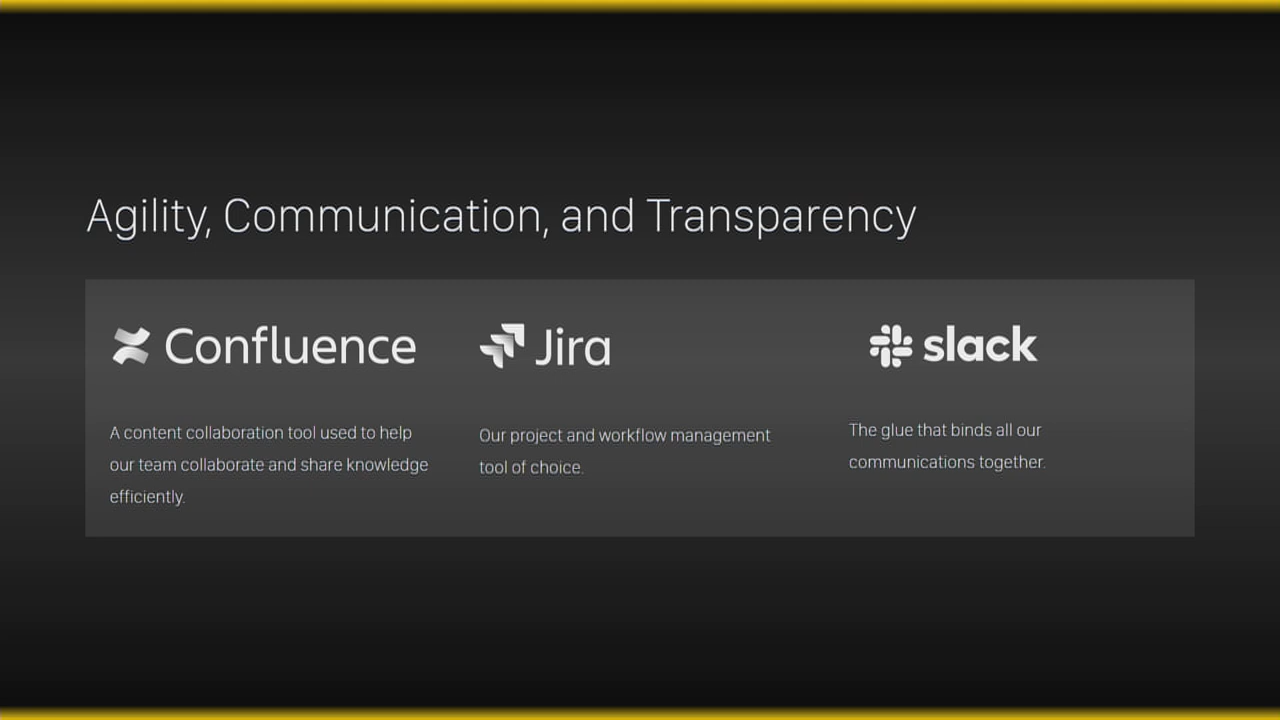 Agility, Communication, and Transparency
Confluence
A content collaboration tool used to help
our team collaborate and share knowledge
efficiently.
Jira
Our project and workflow management
tool of choice.
slack
The glue that binds all our
communications together.